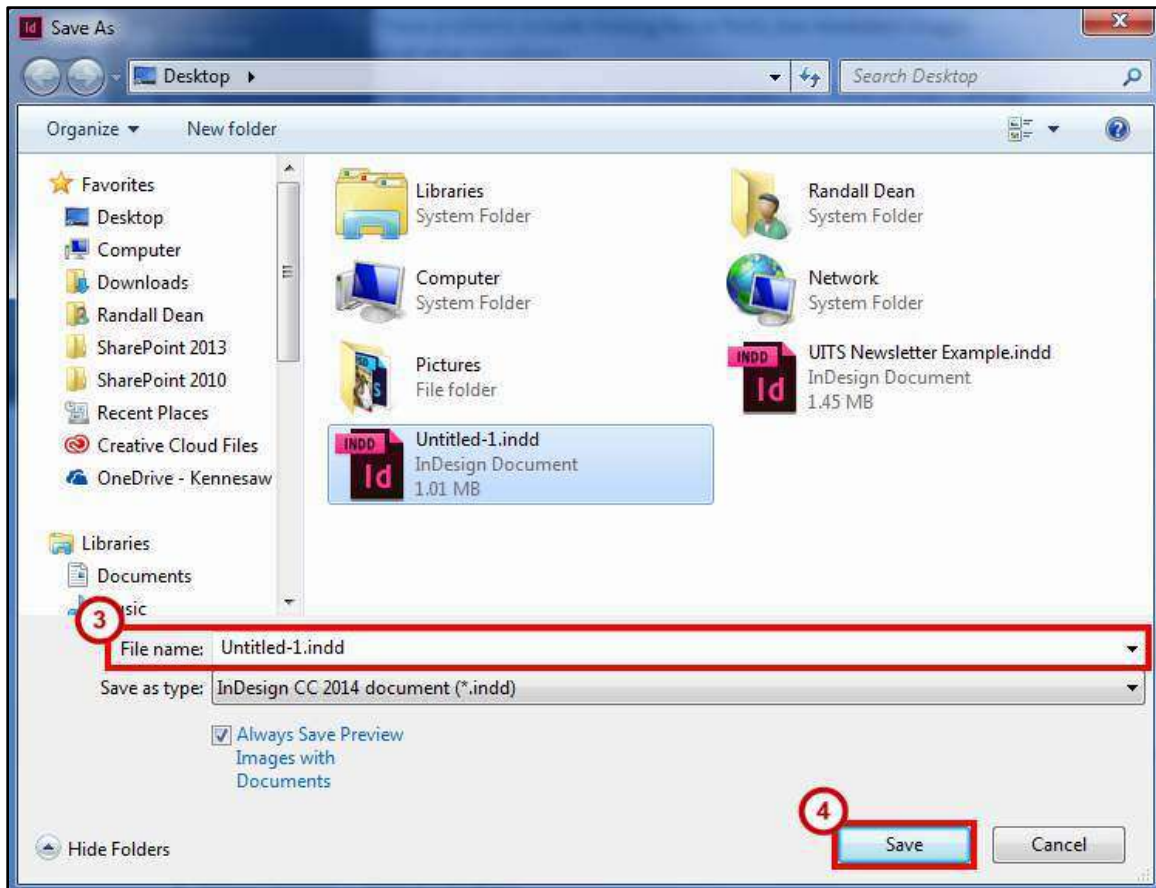 Id Save As
Desktop
Search Desktop
Organize New folder
Favorites
Desktop
Computer
Downloads
Randall Dean
SharePoint 2013
SharePoint 2010
Recent Places
Creative Cloud Files
OneDrive - Kennesaw
Libraries
Documents
Libraries
System Folder
Randall Dean
System Folder
Computer
System Folder
Network
System Folder
Pictures
File folder
INDD
Id
UITS Newsletter Example.indd
InDesign Document
1.45 MB
INDD
Id
Untitled-1.indd
InDesign Document
1.01 MB
3
File name: Untitled-1.indd
Save as type: InDesign CC 2014 document (*.indd)
Always Save Preview
Images with
Documents
4
Hide Folders
Save Cancel